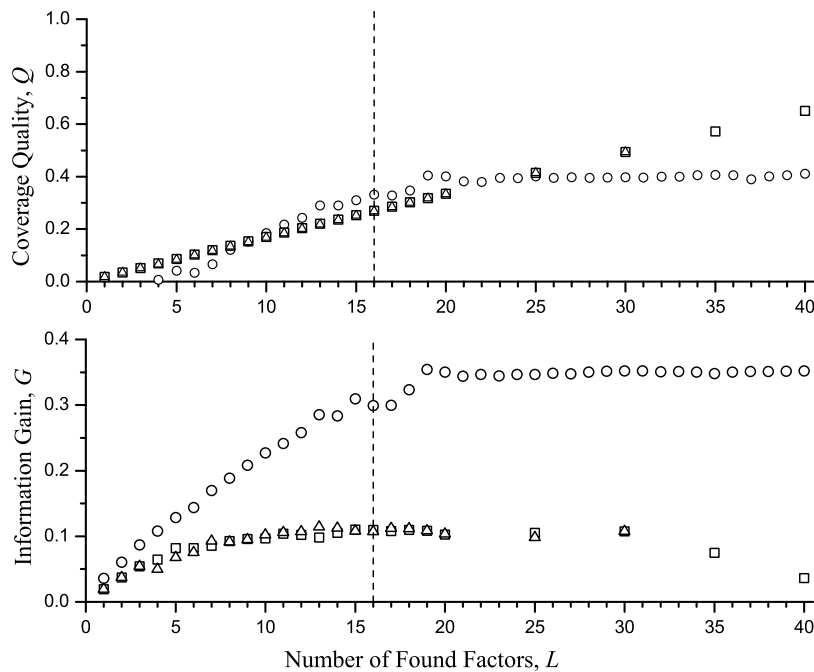 1.0
0.8
0.6
0.4
0.2
0.0
Coverage Quality, Q
0 5 10 15 20 25 30 35 40
0.4
0.3
0.2
0.1
0.0
Information Gain, G
0 5 10 15 20 25 30 35 40
Number of Found Factors, L